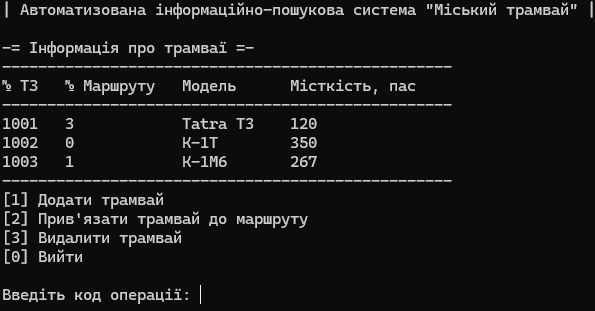 | Автоматизована інформаційно-пошукова система "Міський трамвай" |
-= Інформація про трамваї =-
--------------------------------------------------
% ТЗ % Маршруту Модель Місткість, пас
--------------------------------------------------
1001 3 Tatra T3 120
1002 0 К-1Т 350
1003 1 К-1М6 267
--------------------------------------------------
[1] Додати трамвай
[2] Прив'язати трамвай до маршруту
[3] Видалити трамвай
[0] Вийти
Введіть код операції: